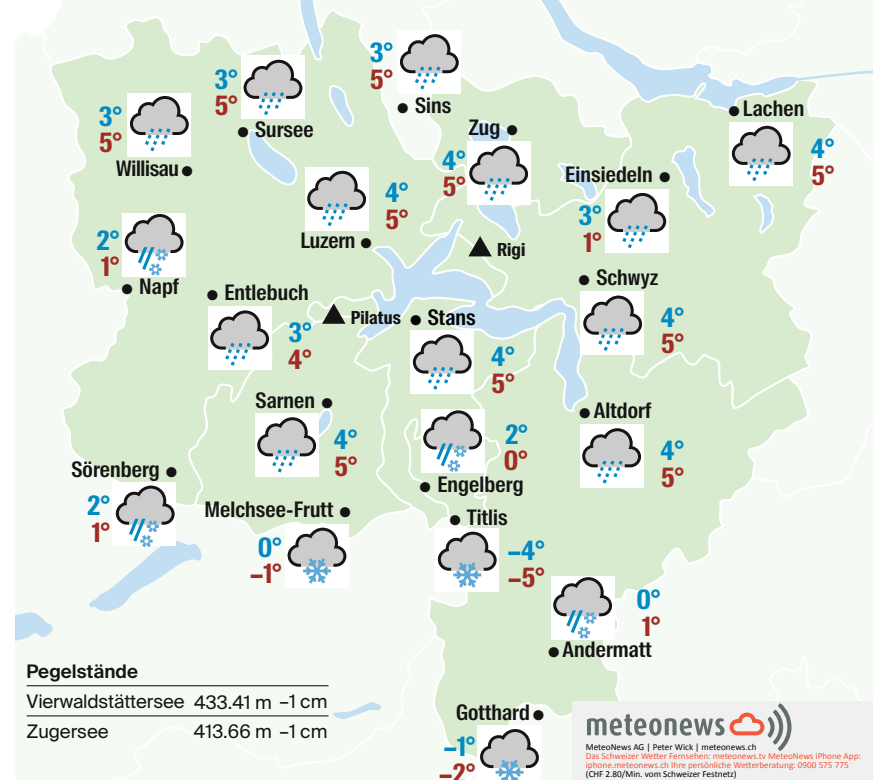 3°
5°
Sins
3°
5°
Sursee
3°
5°
Willisau
Zug
4°
5°
Lachen
4°
5°
4°
5°
Luzern
Einsiedeln
3°
1°
2°
1°
Napf
Rigi
Entlebuch
3°
4°
Pilatus
Stans
4°
5°
Schwyz
4°
5°
Sarnen
4°
5°
2°
0°
Engelberg
Altdorf
4°
5°
Sörenberg
2°
1°
Melchsee-Frutt
0°
–1°
Titlis
–4°
–5°
0°
1°
Andermatt
Gotthard
–1°
–2°
Pegelstände
Vierwaldstättersee 433.41 m –1 cm
Zugersee 413.66 m –1 cm
meteonews
MeteoNews AG | Peter Wick | meteonews.ch
Das Schweizer Wetter Fernsehen: meteonews.tv MeteoNews iPhone App:
iphone.meteonews.ch Ihre persönliche Wetterberatung: 0900 575 775
(CHF 2.80/Min. vom Schweizer Festnetz)